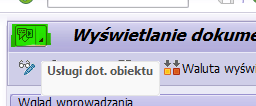 Wyświetlanie dokume
Usługi dot. obiektu
Waluta wyśw
Wgląd wprowadzania